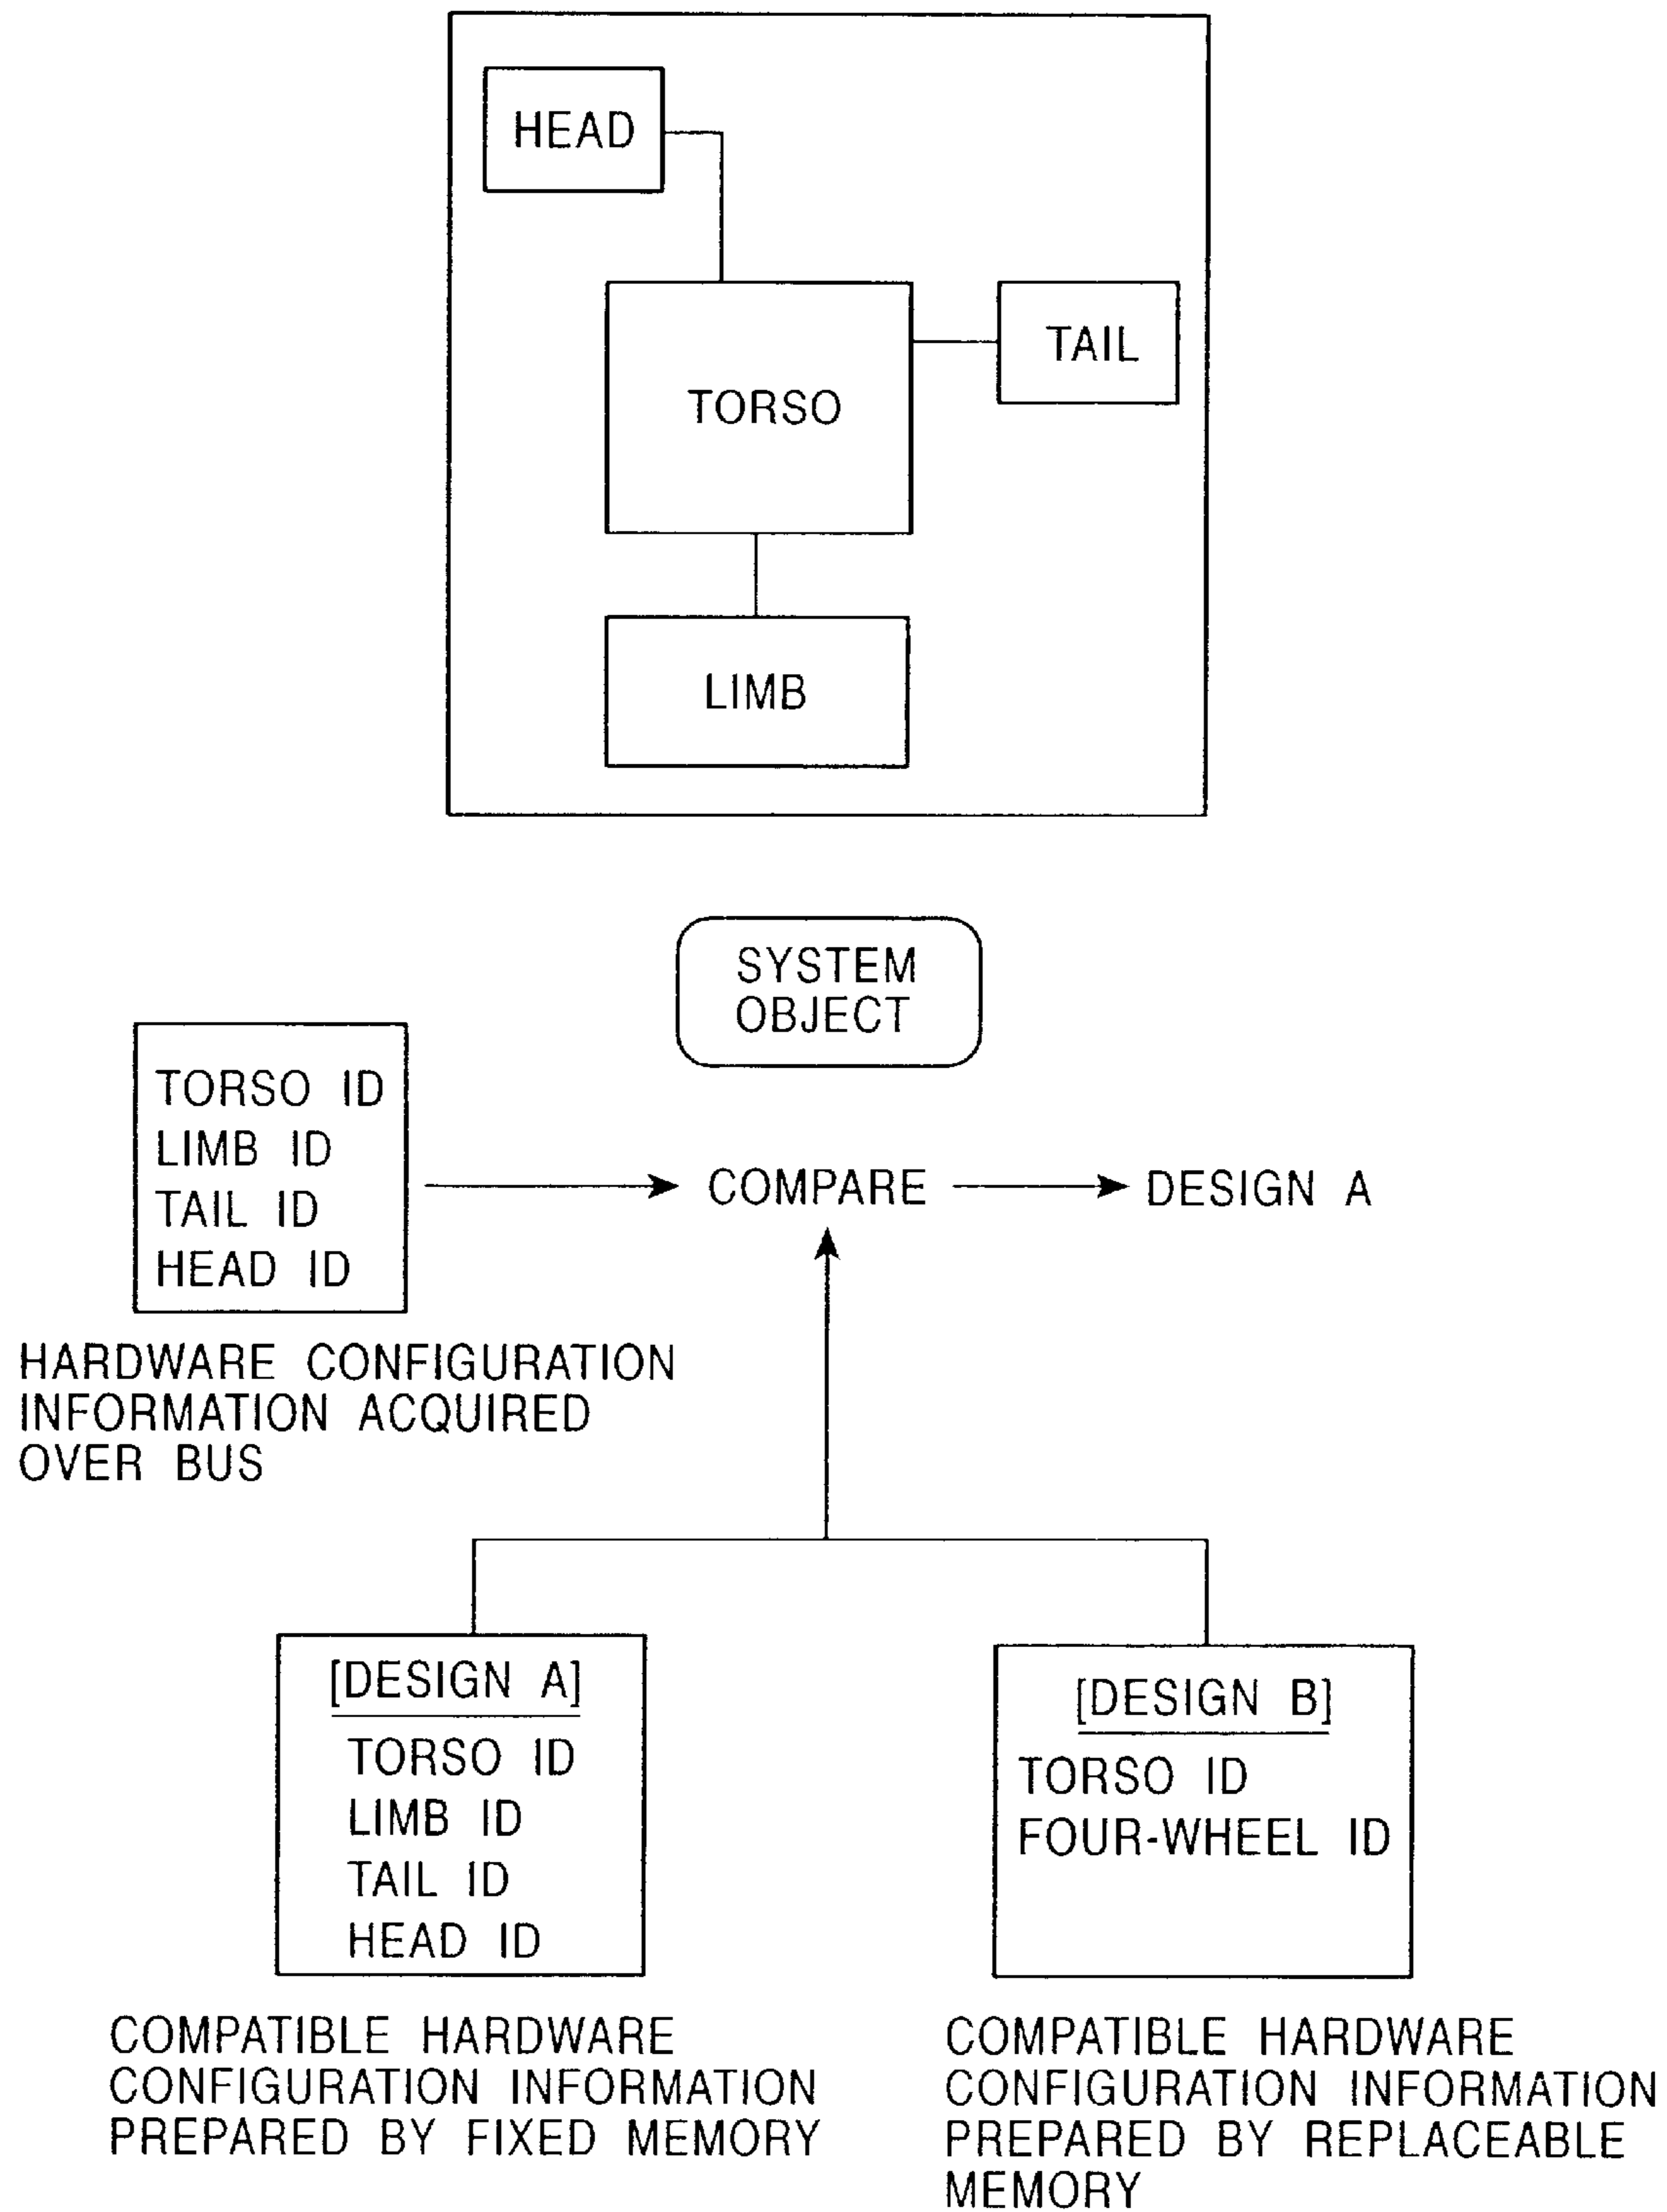 HEAD
TORSO
TAIL
LIMB
SYSTEM
OBJECT
TORSO ID
LIMB ID
TAIL ID
HEAD ID
COMPARE
DESIGN A
HARDWARE CONFIGURATION
INFORMATION ACQUIRED
OVER BUS
[DESIGN A]
TORSO ID
LIMB ID
TAIL ID
HEAD ID
COMPATIBLE HARDWARE
CONFIGURATION INFORMATION
PREPARED BY FIXED MEMORY
[DESIGN B]
TORSO ID
FOUR-WHEEL ID
COMPATIBLE HARDWARE
CONFIGURATION INFORMATION
PREPARED BY REPLACEABLE
MEMORY